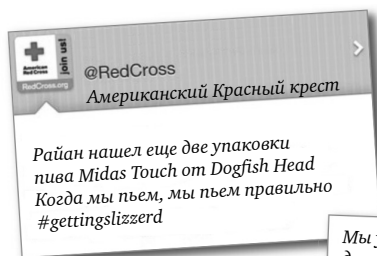 American
Red Cross
join us!
RedCross.org
@RedCross
Американский Красный крест
Райан нашел еще две упаковки
пива Midas Touch от Dogfish Head
Когда мы пьем, мы пьем правильно
#gettingslizzerd
Мы